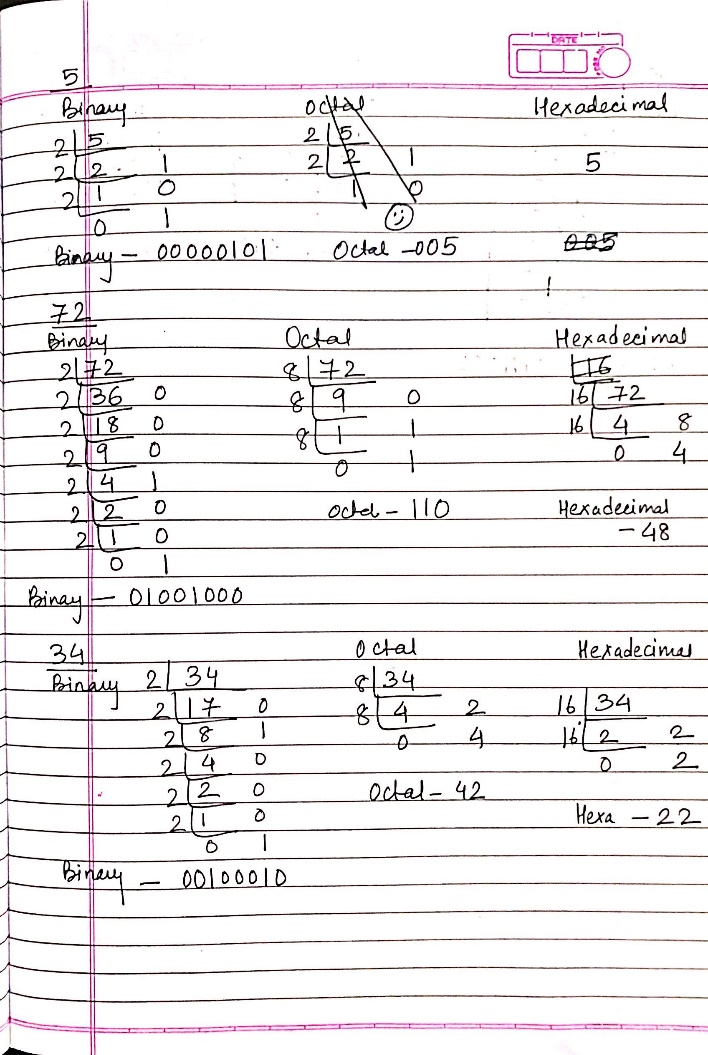 DATE
5
Binary Octal Hexadecimal
2 5 2 5
2 2 1 2 2 1 5
2 1 0 1 0
0 1
Binary - 00000101 Octal - 005 005
72
Binary Octal Hexadecimal
2 72 8 72 16
2 36 0 8 9 0 16 72
2 18 0 8 1 1 16 4 8
2 9 0 0 1 0 4
2 4 1
2 2 0 Octal - 110 Hexadecimal
2 1 0 - 48
0 1
Binay - 01001000
34 Octal Hexadecimal
Binary 2 34 8 34
2 17 0 8 4 2 16 34
2 8 1 0 4 16 2 2
2 4 0 0 2
2 2 0 Octal - 42
2 1 0 Hexa - 22
0 1
Binary - 00100010